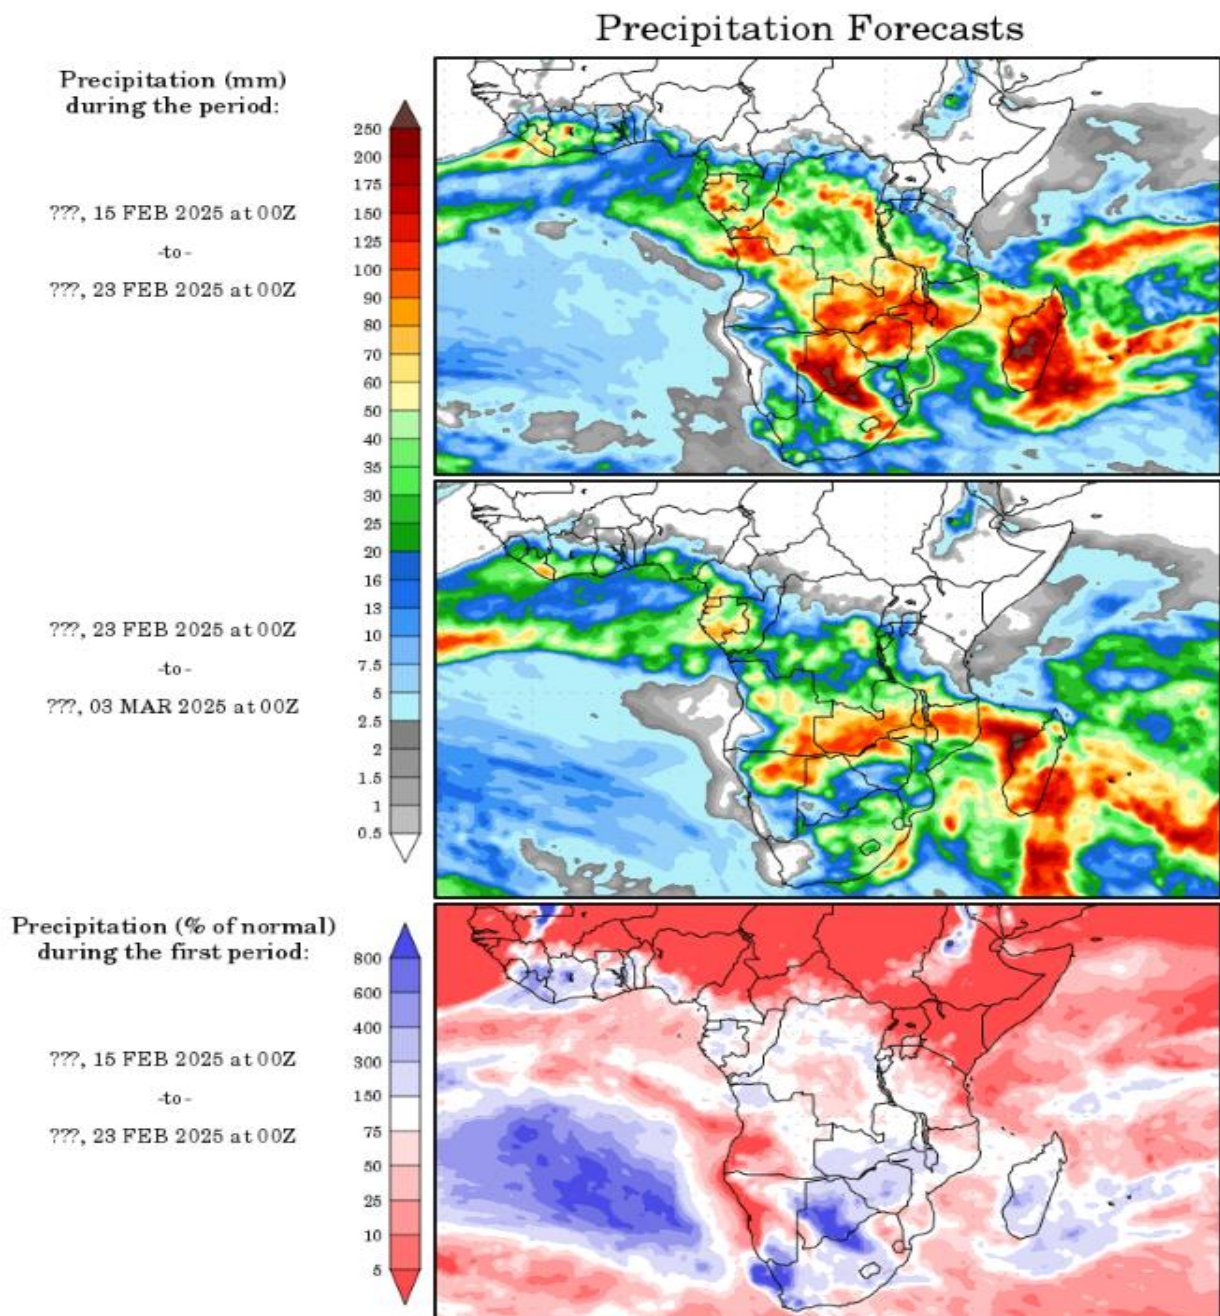 Precipitation Forecasts
Precipitation (mm)
during the period:
???, 15 FEB 2025 at 00Z
-to-
???, 23 FEB 2025 at 00Z
???, 23 FEB 2025 at 00Z
-to-
???, 03 MAR 2025 at 00Z
250
200
175
150
125
100
90
80
70
60
50
40
35
30
25
20
16
13
10
7.5
5
2.5
2
1.5
1
0.5
Precipitation (% of normal)
during the first period:
???, 15 FEB 2025 at 00Z
-to-
???, 23 FEB 2025 at 00Z
800
600
400
300
150
75
50
25
10
5